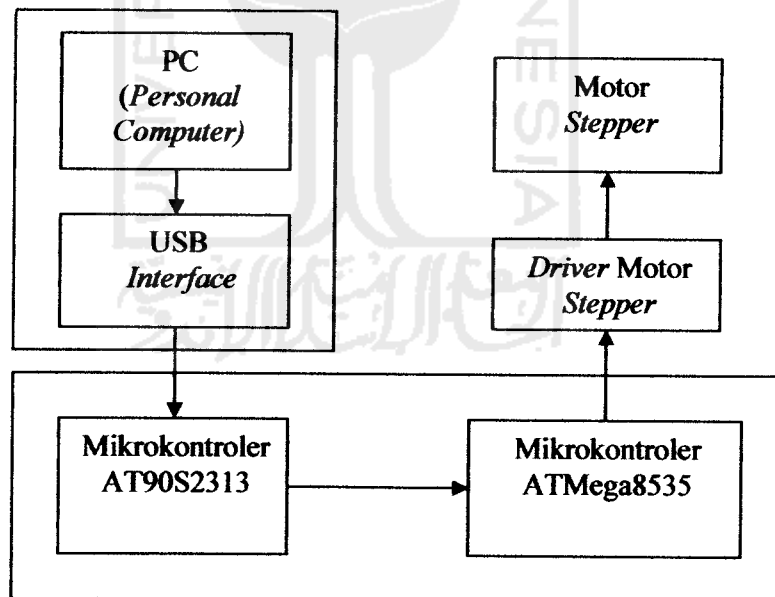 PC
(Personal
Computer)
USB
Interface
Motor
Stepper
Driver Motor
Stepper
Mikrokontroler
AT90S2313
Mikrokontroler
ATMega8535